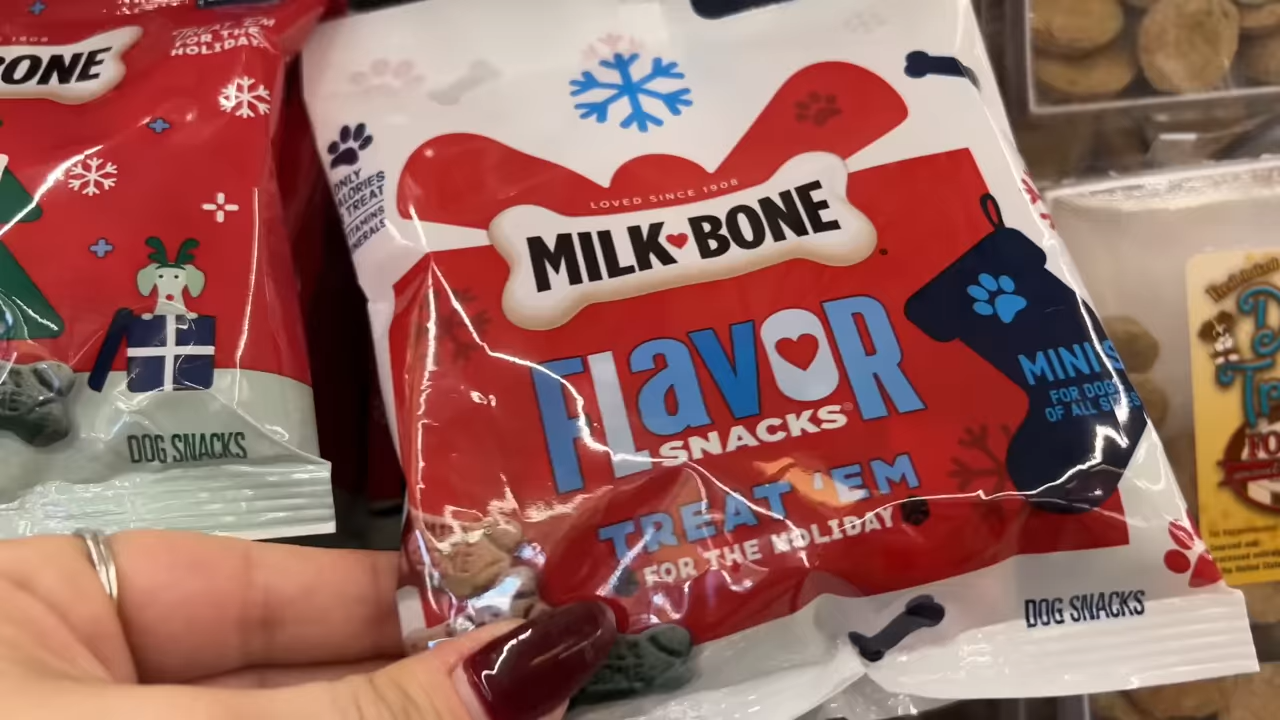 BONE
TREAT 'EM
FOR THE
HOLIDAY
DOG SNACKS
ONLY
CALORIES
TREAT
VITAMINS
MINERALS
LOVED SINCE 1908
MILK BONE
FLAVOR
SNACKS
TREAT 'EM
FOR THE HOLIDAY
MINIS
FOR DOGS
OF ALL SIZES
DOG SNACKS